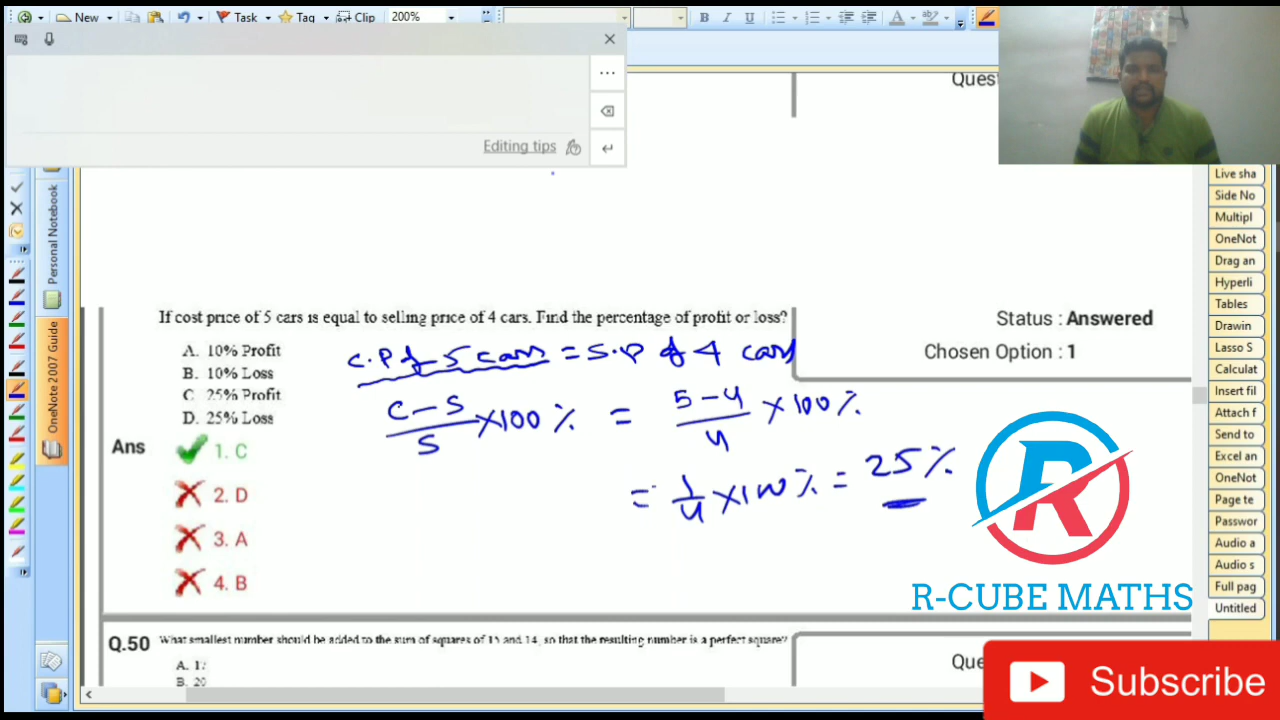 New Task Tag Clip 200% B I U A ab
Editing tips
Ques
Live sha
Side No
Multipl
OneNot
Drag an
Hyperli
Tables
Drawin
Lasso S
Calculat
Insert fil
Attach f
Send to
Excel an
OneNot
Page te
Passwor
Audio a
Audio s
Full pag
Untitled
Personal Notebook
OneNote 2007 Guide
If cost price of 5 cars is equal to selling price of 4 cars. Find the percentage of profit or loss?
A. 10% Profit
B. 10% Loss
C. 25% Profit
D. 25% Loss
C.P of 5 cars = S.P of 4 cars
C-S/S × 100 % = 5-4/4 × 100 %
= 1/4 × 100 % = 25 %
Status : Answered
Chosen Option : 1
Ans
1. C
2. D
3. A
4. B
R
R-CUBE MATHS
Q.50 What smallest number should be added to the sum of squares of 15 and 14, so that the resulting number is a perfect square?
B. 20
Que
Subscribe